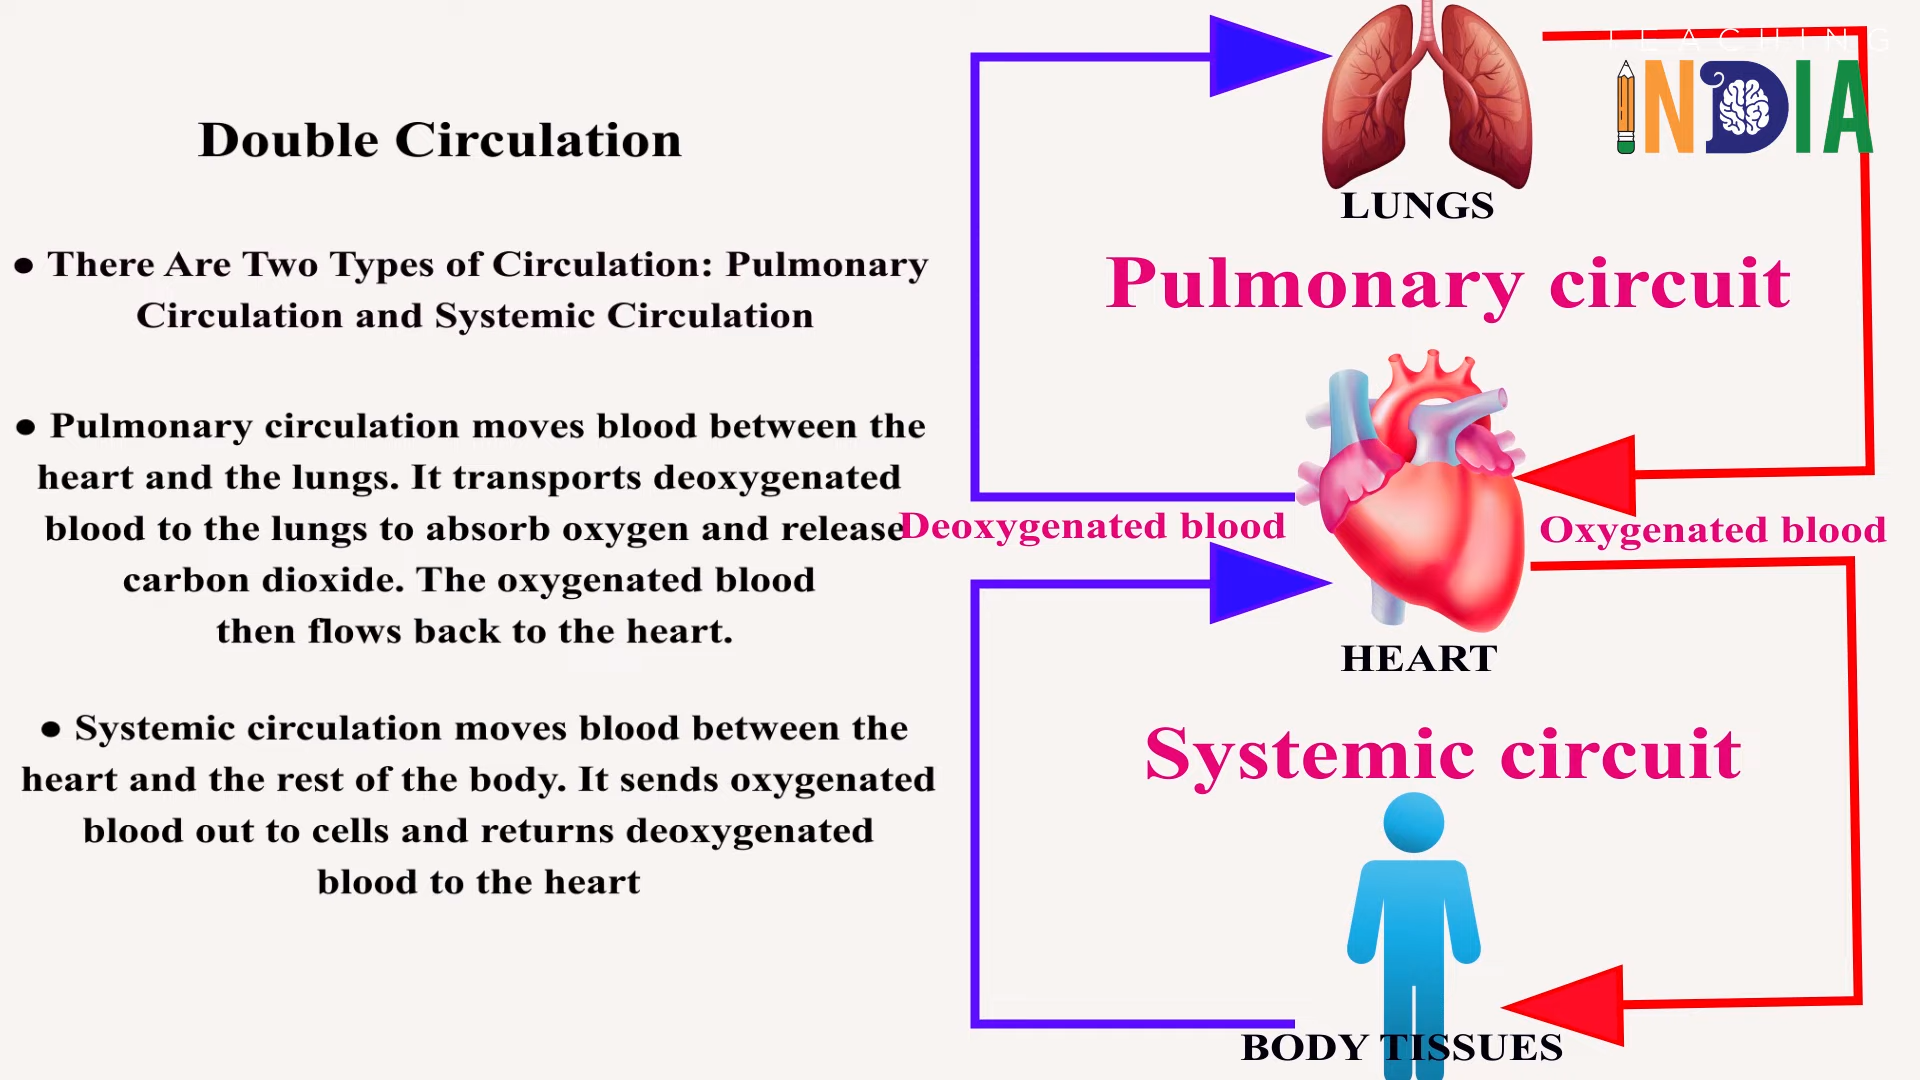 Double Circulation
● There Are Two Types of Circulation: Pulmonary
Circulation and Systemic Circulation
● Pulmonary circulation moves blood between the
heart and the lungs. It transports deoxygenated
blood to the lungs to absorb oxygen and release
carbon dioxide. The oxygenated blood
then flows back to the heart.
● Systemic circulation moves blood between the
heart and the rest of the body. It sends oxygenated
blood out to cells and returns deoxygenated
blood to the heart
TEACHING
INDIA
LUNGS
Pulmonary circuit
Deoxygenated blood
Oxygenated blood
HEART
Systemic circuit
BODY TISSUES